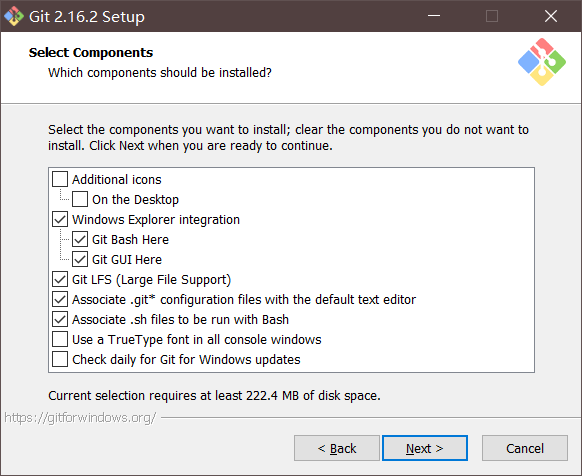 Git 2.16.2 Setup
Select Components
Which components should be installed?
Select the components you want to install; clear the components you do not want to
install. Click Next when you are ready to continue.
Additional icons
On the Desktop
Windows Explorer integration
Git Bash Here
Git GUI Here
Git LFS (Large File Support)
Associate .git* configuration files with the default text editor
Associate .sh files to be run with Bash
Use a TrueType font in all console windows
Check daily for Git for Windows updates
Current selection requires at least 222.4 MB of disk space.
https://gitforwindows.org/
< Back
Next >
Cancel